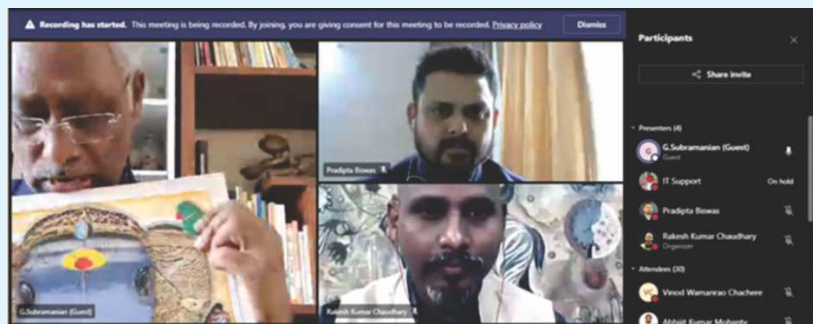 Recording has started. This meeting is being recorded. By joining, you are giving consent for this meeting to be recorded. Privacy policy
Dismiss
Participants
Share invite
Presenters (4)
G.Subramanian (Guest)
Guest
IT Support
On hold
Pradipta Biswas
Rakesh Kumar Chaudhary
Organizer
Attendees (30)
VC
Vinod Wamanrao Chachere
Abhijit Kumar Mohanty
Pradipta Biswas
G.Subramanian (Guest)
Rakesh Kumar Chaudhary